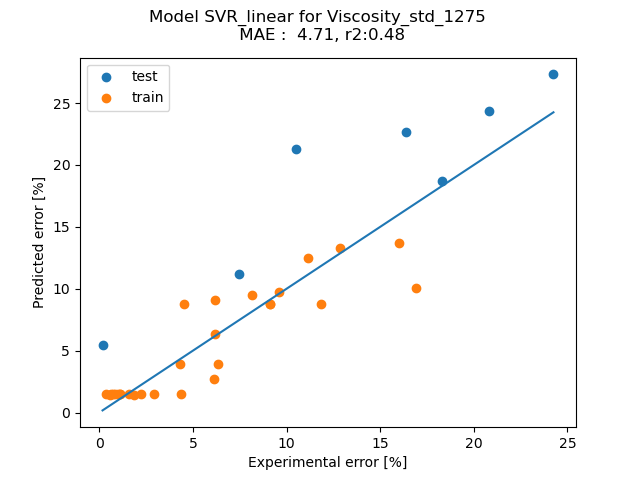 Model SVR_linear for Viscosity_std_1275
MAE :  4.71, r2:0.48
test
train
25
20
15
10
5
0
Predicted error [%]
0
5
10
15
20
25
Experimental error [%]